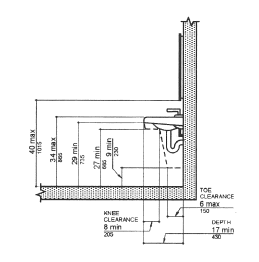 40 max
1015
34 max
865
29 min
735
27 min
685
9 min
230
TOE
CLEARANCE
6 max
150
KNEE
CLEARANCE
8 min
205
DEPTH
17 min
430